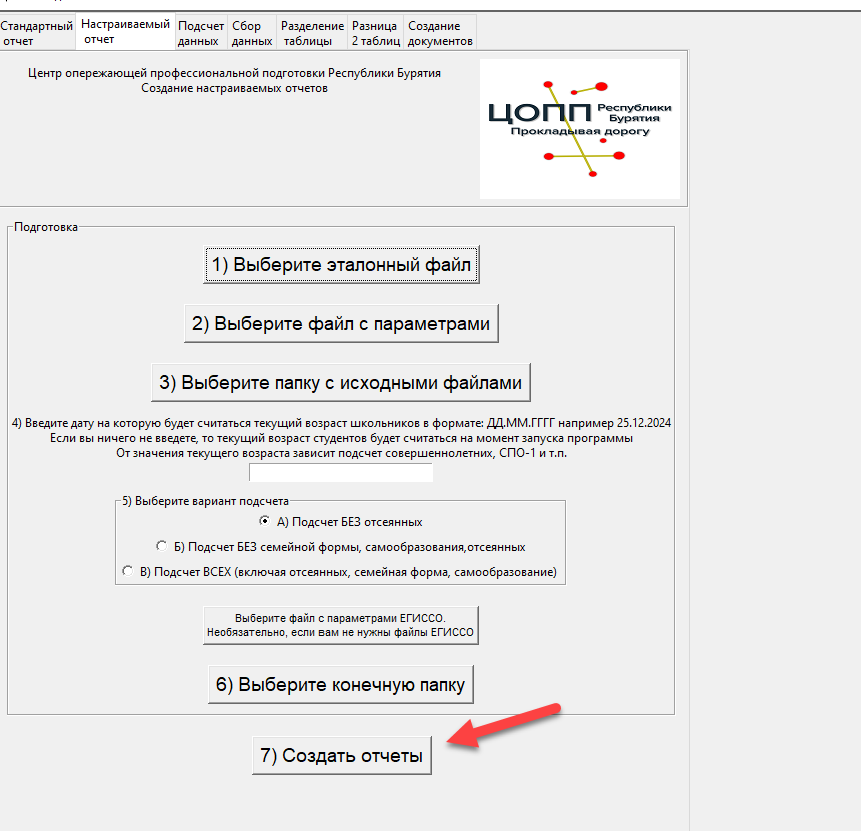 Стандартный
отчет
Настраиваемый
отчет
Подсчет
данных
Сбор
данных
Разделение
таблицы
Разница
2 таблиц
Создание
документов
Центр опережающей профессиональной подготовки Республики Бурятия
Создание настраиваемых отчетов
ЦОПП Республики
Бурятия
Прокладывая дорогу
Подготовка
1) Выберите эталонный файл
2) Выберите файл с параметрами
3) Выберите папку с исходными файлами
4) Введите дату на которую будет считаться текущий возраст школьников в формате: ДД.ММ.ГГГГ например 25.12.2024
Если вы ничего не введете, то текущий возраст студентов будет считаться на момент запуска программы
От значения текущего возраста зависит подсчет совершеннолетних, СПО-1 и т.п.
5) Выберите вариант подсчета
А) Подсчет БЕЗ отсеянных
Б) Подсчет БЕЗ семейной формы, самообразования,отсеянных
В) Подсчет ВСЕХ (включая отсеянных, семейная форма, самообразование)
Выберите файл с параметрами ЕГИССО.
Необязательно, если вам не нужны файлы ЕГИССО
6) Выберите конечную папку
7) Создать отчеты